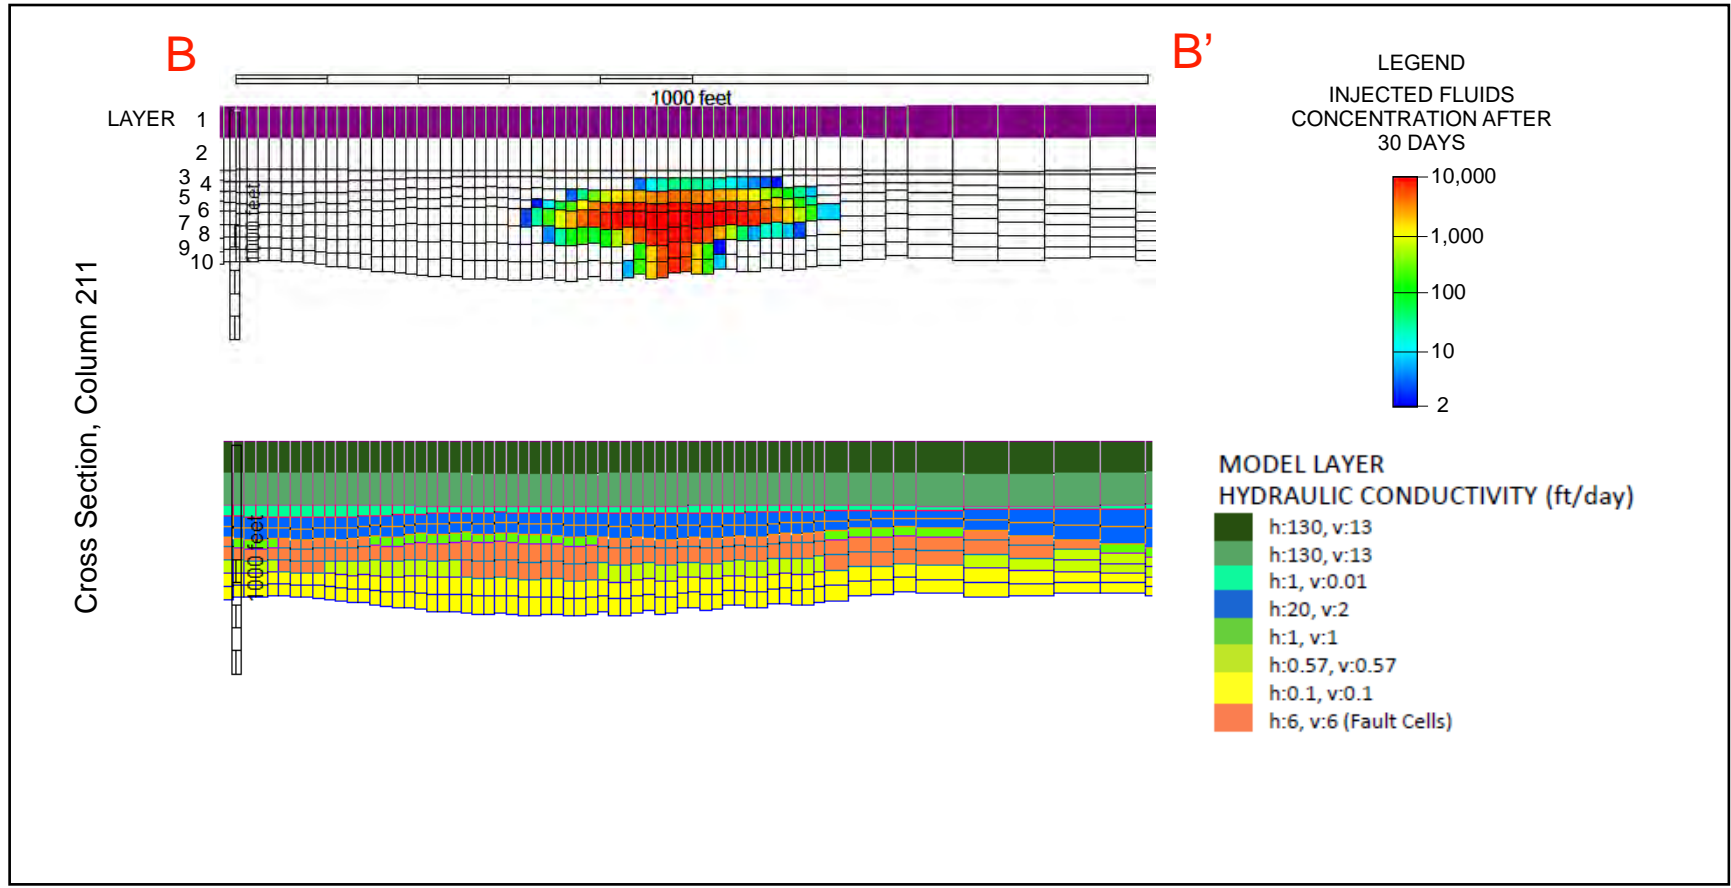 B
B’
1000 feet
LAYER 1
2
3
4
5
6
7
8
9
10
1000 feet
Cross Section, Column 211
LEGEND
INJECTED FLUIDS
CONCENTRATION AFTER
30 DAYS
10,000
1,000
100
10
2
1000 feet
MODEL LAYER
HYDRAULIC CONDUCTIVITY (ft/day)
h:130, v:13
h:130, v:13
h:1, v:0.01
h:20, v:2
h:1, v:1
h:0.57, v:0.57
h:0.1, v:0.1
h:6, v:6 (Fault Cells)